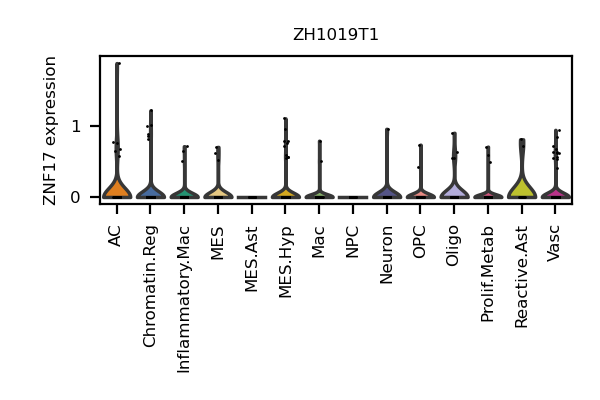 ZH1019T1
ZNF17 expression
1
0
AC
Chromatin.Reg
Inflammatory.Mac
MES
MES.Ast
MES.Hyp
Mac
NPC
Neuron
OPC
Oligo
Prolif.Metab
Reactive.Ast
Vasc